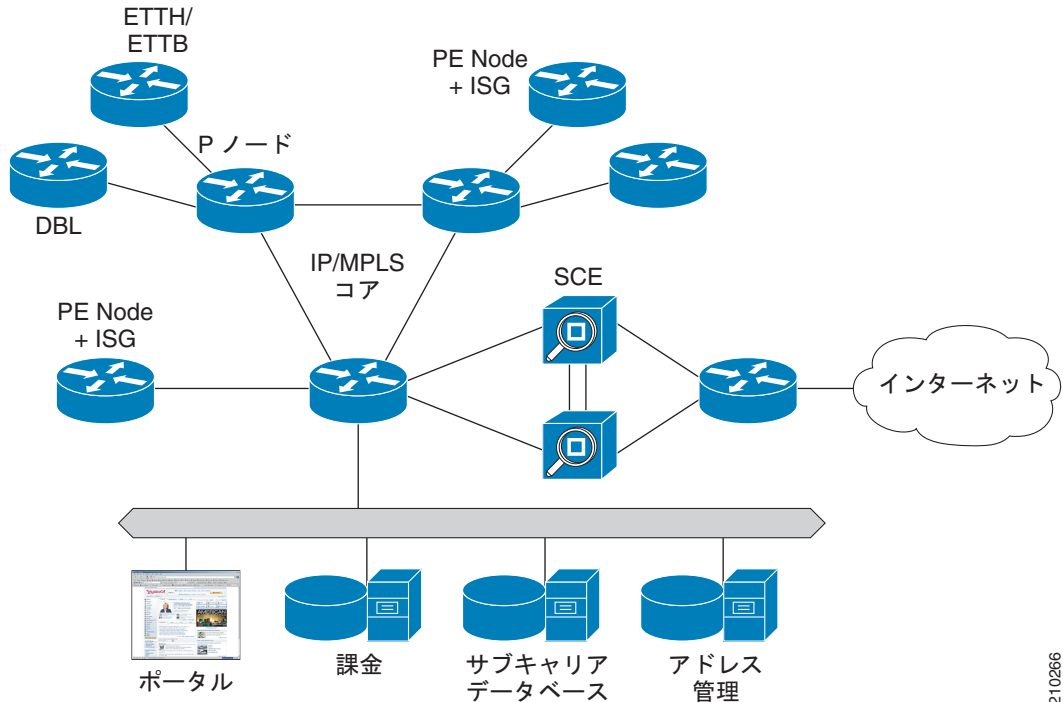 ETTH/
ETTB
PE Node
+ ISG
P ノード
DBL
IP/MPLS
コア
SCE
PE Node
+ ISG
インターネット
ポータル
課金
サブキャリア
データベース
アドレス
管理
210266